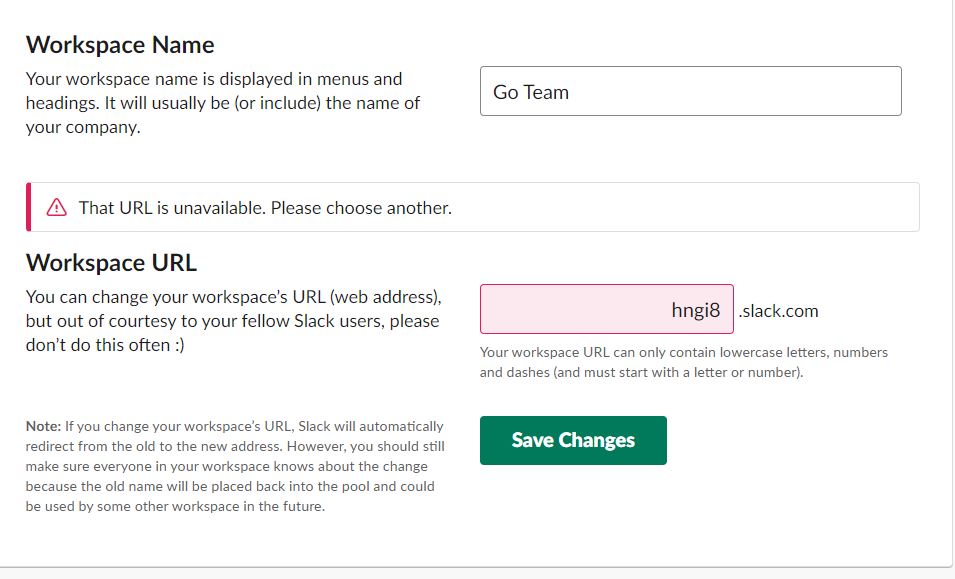 Workspace Name
Your workspace name is displayed in menus and
headings. It will usually be (or include) the name of
your company.
Go Team
That URL is unavailable. Please choose another.
Workspace URL
You can change your workspace’s URL (web address),
but out of courtesy to your fellow Slack users, please
don’t do this often :)
hngi8 .slack.com
Your workspace URL can only contain lowercase letters, numbers
and dashes (and must start with a letter or number).
Note: If you change your workspace’s URL, Slack will automatically
redirect from the old to the new address. However, you should still
make sure everyone in your workspace knows about the change
because the old name will be placed back into the pool and could
be used by some other workspace in the future.
Save Changes